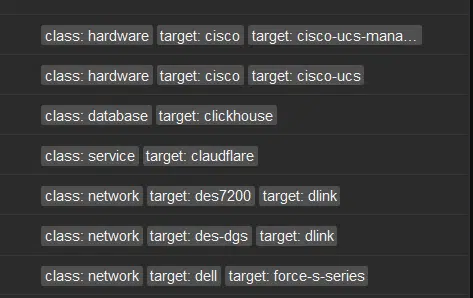 class: hardware target: cisco target: cisco-ucs-mana...
class: hardware target: cisco target: cisco-ucs
class: database target: clickhouse
class: service target: claudflare
class: network target: des7200 target: dlink
class: network target: des-dgs target: dlink
class: network target: dell target: force-s-series